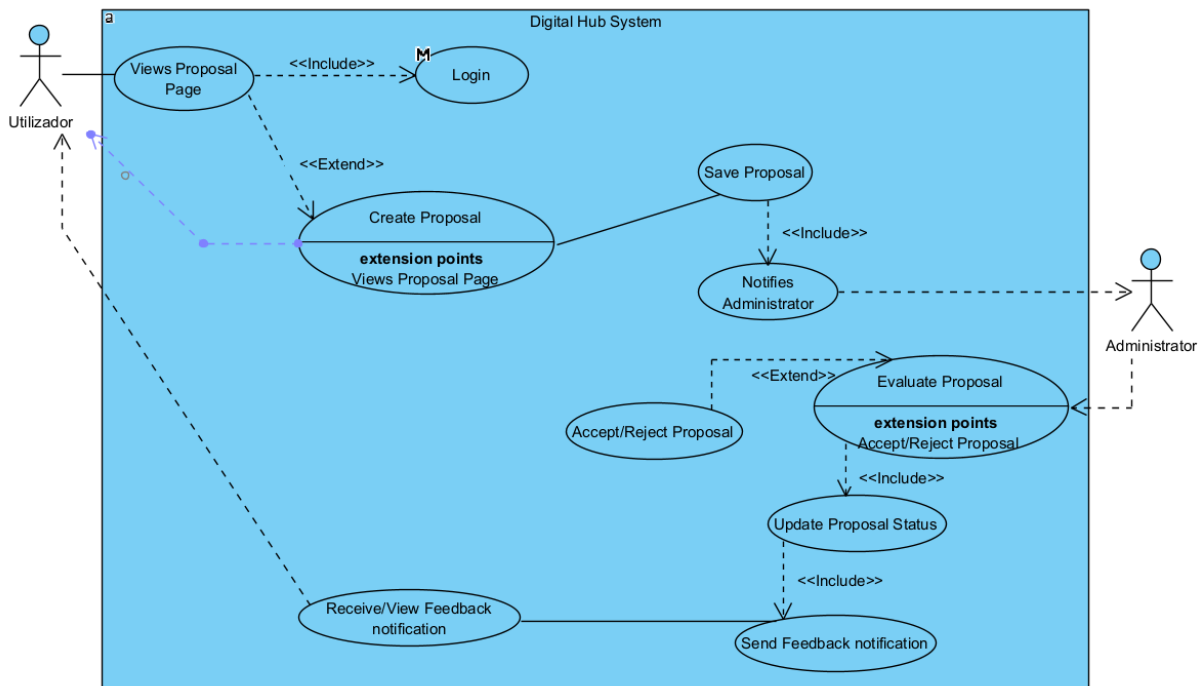 a
Digital Hub System
Utilizador
Views Proposal
Page
<<Include>>
M
Login
<<Extend>>
Create Proposal
extension points
Views Proposal Page
Save Proposal
<<Include>>
Notifies
Administrator
Administrator
<<Extend>>
Accept/Reject Proposal
Evaluate Proposal
extension points
Accept/Reject Proposal
<<Include>>
Update Proposal Status
<<Include>>
Receive/View Feedback
notification
Send Feedback notification